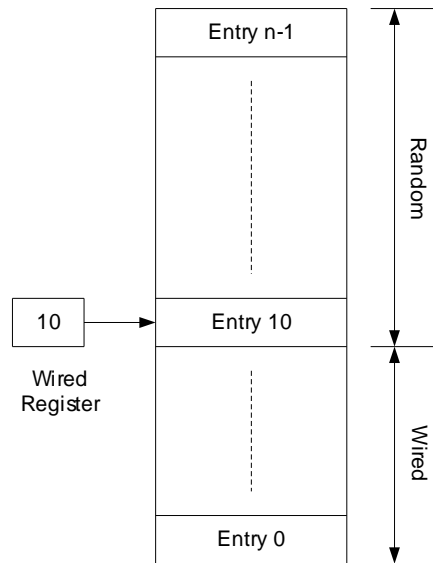 Entry n-1
Random
10
Entry 10
Wired
Register
Wired
Entry 0